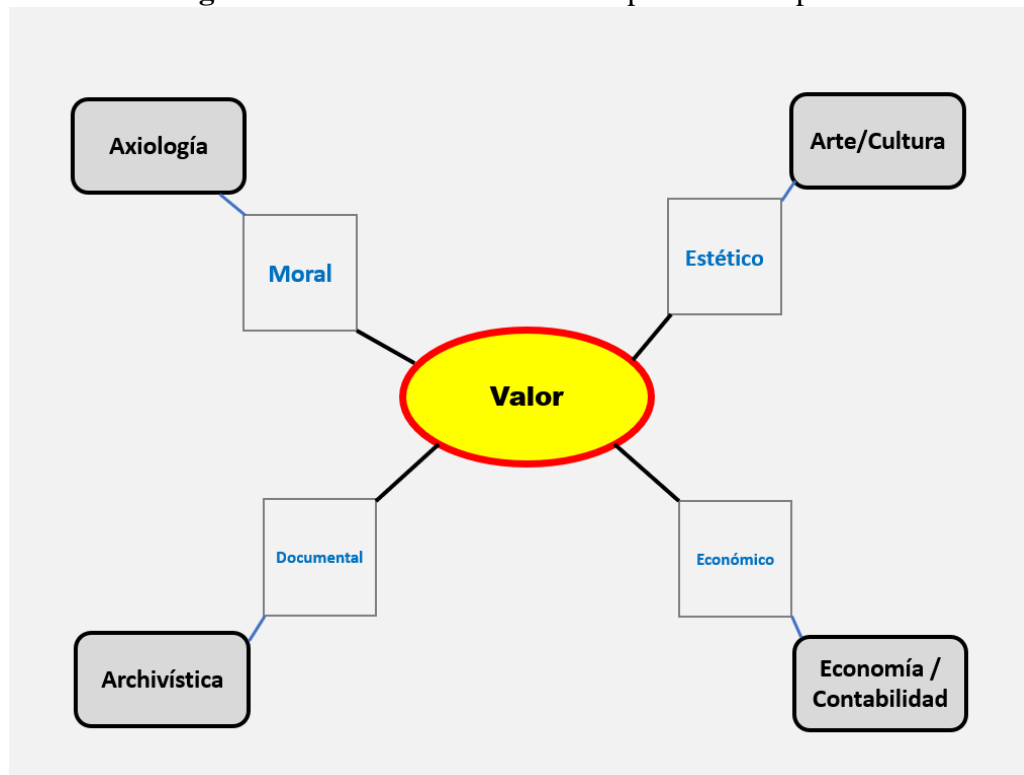 Axiología
Arte/Cultura
Moral
Estético
Valor
Documental
Económico
Archivística
Economía /
Contabilidad